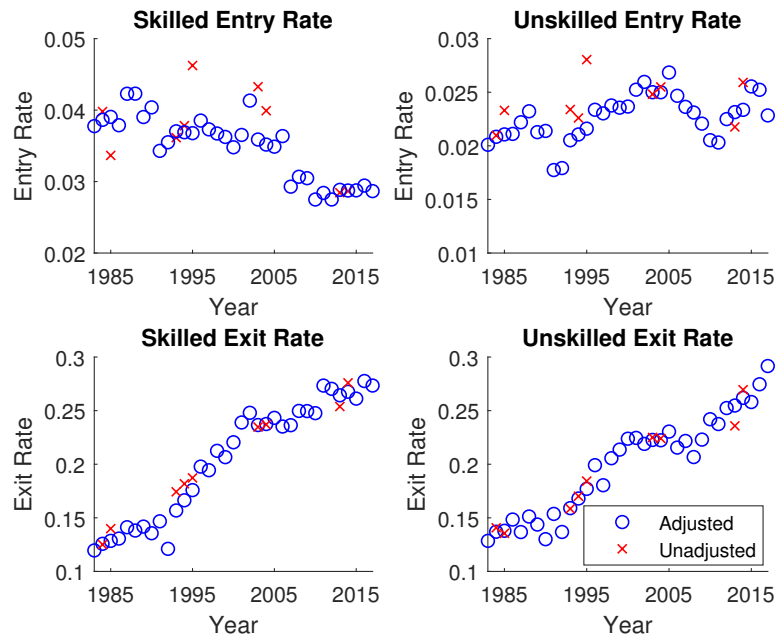 Skilled Entry Rate
0.05
0.04
0.03
0.02
Entry Rate
1985 1995 2005 2015
Year
Unskilled Entry Rate
0.03
0.025
0.02
0.015
0.01
Entry Rate
1985 1995 2005 2015
Year
Skilled Exit Rate
0.3
0.25
0.2
0.15
0.1
Exit Rate
1985 1995 2005 2015
Year
Unskilled Exit Rate
0.3
0.25
0.2
0.15
0.1
Exit Rate
Adjusted
Unadjusted
1985 1995 2005 2015
Year